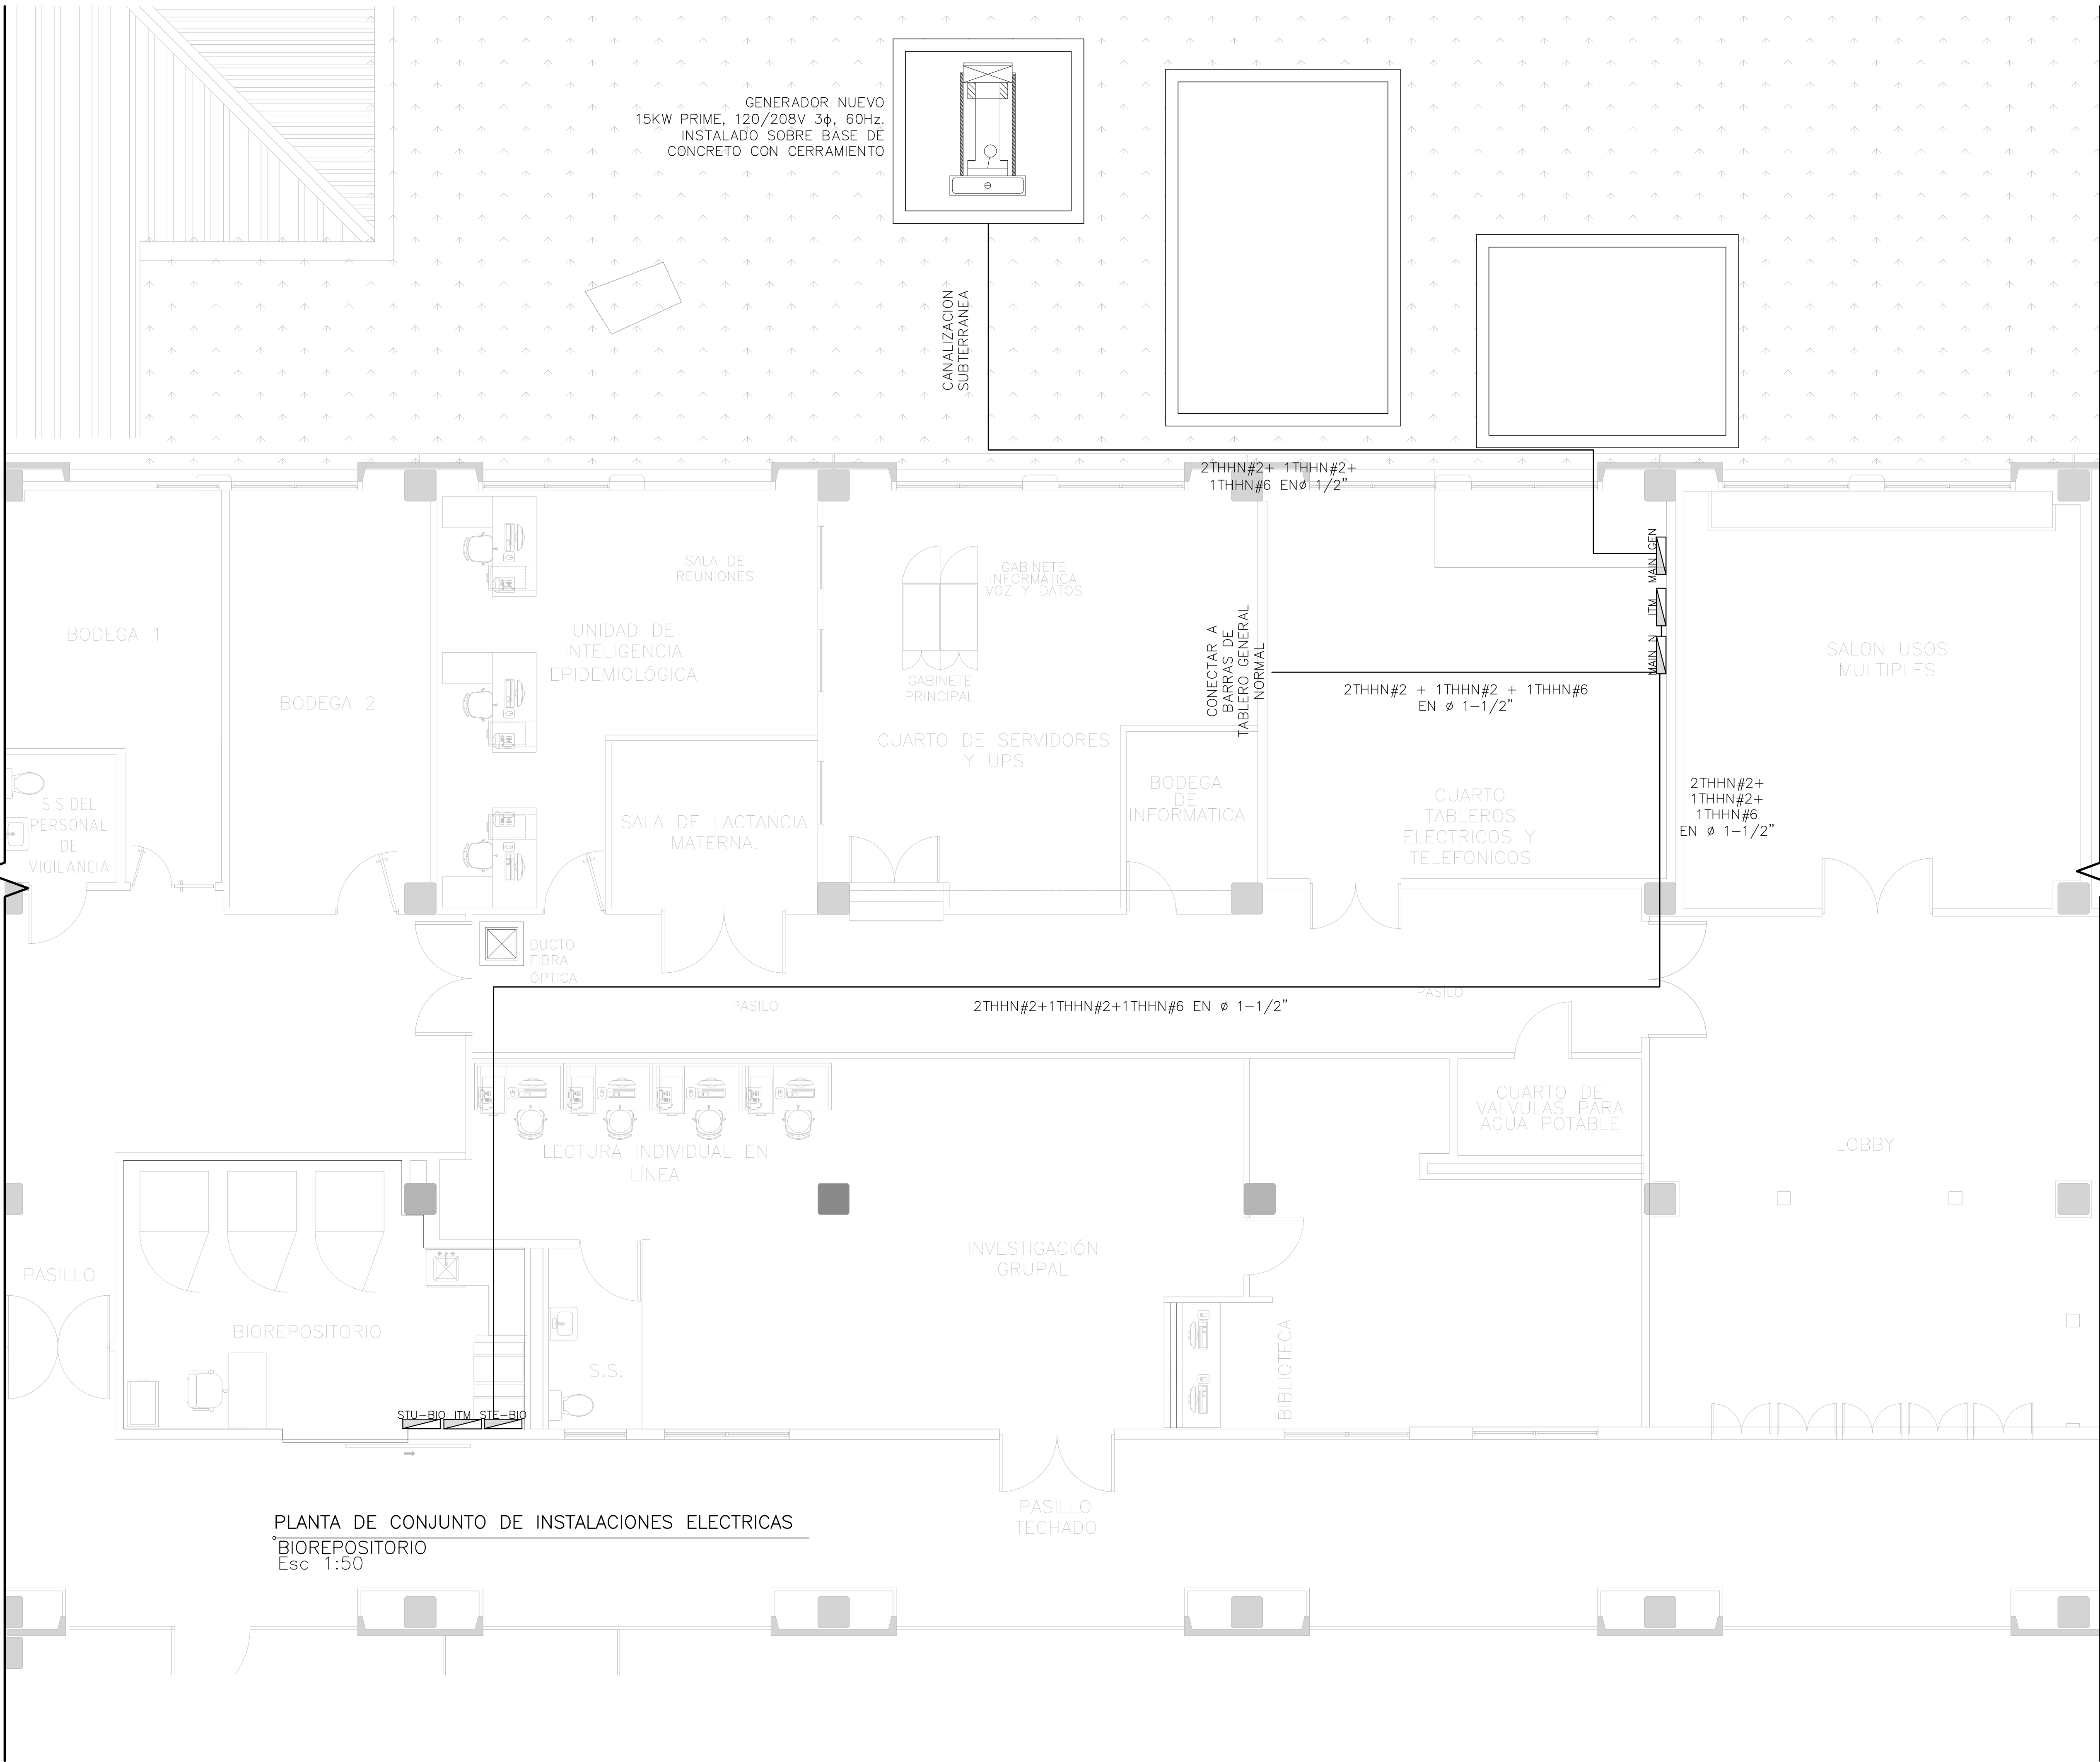 GENERADOR NUEVO
15KW PRIME, 120/208V 3ϕ, 60Hz.
INSTALADO SOBRE BASE DE
CONCRETO CON CERRAMIENTO
CANALIZACION
SUBTERRANEA
2THHN#2+ 1THHN#2+
1THHN#6 ENø 1/2"
MAIN GEN
ITM
MAIN N
CONECTAR A
BARRAS DE
TABLERO GENERAL
NORMAL
2THHN#2 + 1THHN#2 + 1THHN#6
EN ø 1-1/2"
2THHN#2+
1THHN#2+
1THHN#6
EN ø 1-1/2"
BODEGA 1
BODEGA 2
SALA DE
REUNIONES
UNIDAD DE
INTELIGENCIA
EPIDEMIOLÓGICA
GABINETE
INFORMATICA
VOZ Y DATOS
GABINETE
PRINCIPAL
CUARTO DE SERVIDORES
Y UPS
SALON USOS
MULTIPLES
S.S DEL
PERSONAL
DE
VIGILANCIA
SALA DE LACTANCIA
MATERNA.
BODEGA
DE
INFORMATICA
CUARTO
TABLEROS
ELECTRICOS Y
TELEFONICOS
DUCTO
FIBRA
ÓPTICA
PASILO
2THHN#2+1THHN#2+1THHN#6 EN ø 1-1/2"
PASILO
LECTURA INDIVIDUAL EN
LÍNEA
CUARTO DE
VALVULAS PARA
AGUA POTABLE
LOBBY
PASILLO
BIOREPOSITORIO
INVESTIGACIÓN
GRUPAL
S.S.
BIBLIOTECA
STU-BIO
ITM
STE-BIO
PASILLO
TECHADO
PLANTA DE CONJUNTO DE INSTALACIONES ELECTRICAS
BIOREPOSITORIO
Esc 1:50